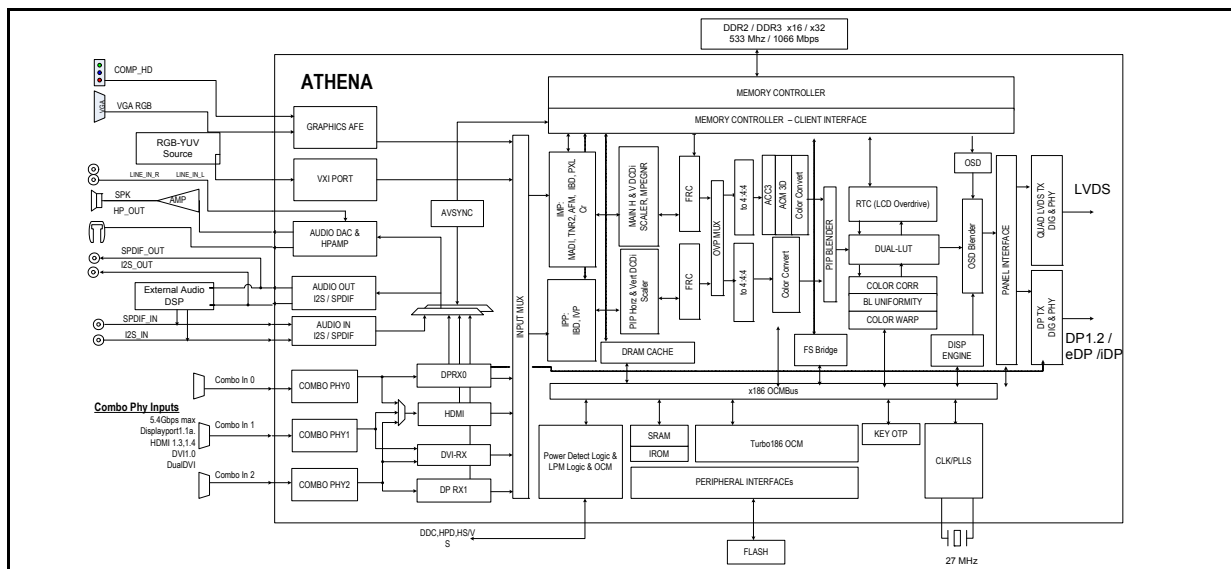 DDR2 / DDR3 x16 / x32
533 Mhz / 1066 Mbps
ATHENA
COMP_HD
VGA
VGA RGB
RGB-YUV
Source
LINE_IN_R
LINE_IN_L
SPK
AMP
HP_OUT
SPDIF_OUT
I2S_OUT
External Audio
DSP
SPDIF_IN
I2S_IN
Combo In 0
Combo Phy Inputs
5.4Gbps max
Displayport1.1a.
HDMI 1.3,1.4
DVI1.0
DualDVI
Combo In 1
Combo In 2
GRAPHICS AFE
VXI PORT
AUDIO DAC &
HPAMP
AUDIO OUT
I2S / SPDIF
AUDIO IN
I2S / SPDIF
COMBO PHY0
COMBO PHY1
COMBO PHY2
AVSYNC
DPRX0
HDMI
DVI-RX
DP RX1
INPUT MUX
MEMORY CONTROLLER
MEMORY CONTROLLER – CLIENT INTERFACE
IMP:
MADI, TNR2, AFM, IBD, PXL
Cr
IPP:
IBD, IVP
MAIN H & V DCDi
SCALER, MPEGNR
PIP Horz & Vert DCDi
Scaler
FRC
FRC
OVP MUX
to 4:4:4
to 4:4:4
ACC3
ACM 3D
Color Convert
Color Convert
PIP BLENDER
RTC (LCD Overdrive)
DUAL-LUT
COLOR CORR
BL UNIFORMITY
COLOR WARP
OSD
OSD Blender
DISP
ENGINE
PANEL INTERFACE
QUAD LVDS TX
DIG & PHY
DP TX
DIG & PHY
LVDS
DP1.2 /
eDP /iDP
DRAM CACHE
FS Bridge
x186 OCMBus
Power Detect Logic &
LPM Logic & OCM
SRAM
IROM
Turbo186 OCM
PERIPHERAL INTERFACEs
KEY OTP
CLK/PLLS
DDC,HPD,HS/V
S
FLASH
27 MHz